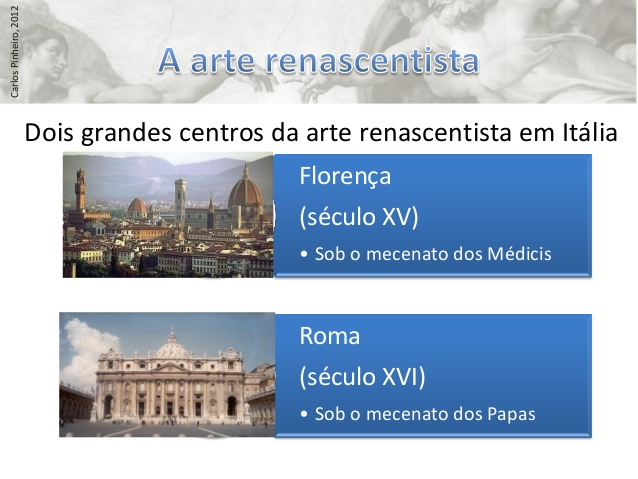 Carlos Pinheiro, 2012
A arte renascentista
Dois grandes centros da arte renascentista em Itália
Florença
(século XV)
• Sob o mecenato dos Médicis
Roma
(século XVI)
• Sob o mecenato dos Papas